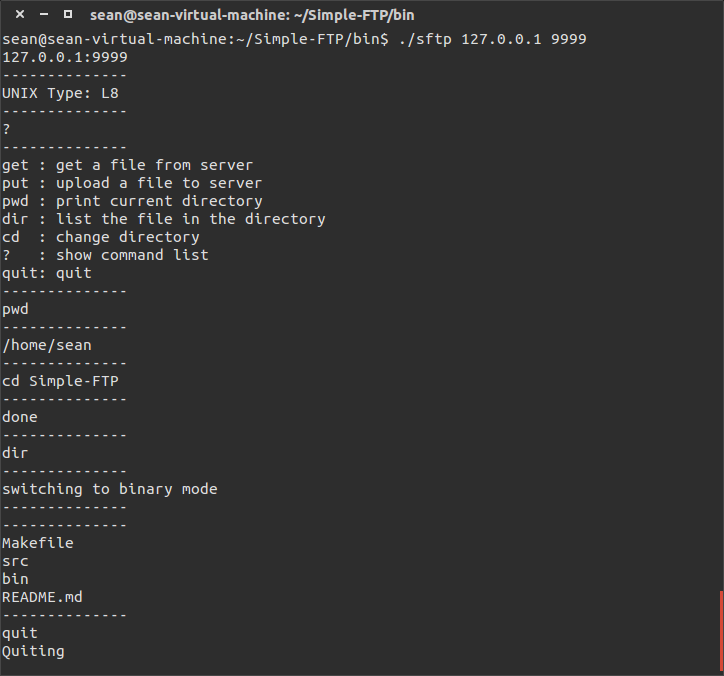 sean@sean-virtual-machine: ~/Simple-FTP/bin
sean@sean-virtual-machine:~/Simple-FTP/bin$ ./sftp 127.0.0.1 9999
127.0.0.1:9999
--------------
UNIX Type: L8
--------------
?
--------------
get : get a file from server
put : upload a file to server
pwd : print current directory
dir : list the file in the directory
cd  : change directory
?   : show command list
quit: quit
--------------
pwd
--------------
/home/sean
--------------
cd Simple-FTP
--------------
done
--------------
dir
--------------
switching to binary mode
--------------
--------------
Makefile
src
bin
README.md
--------------
quit
Quiting